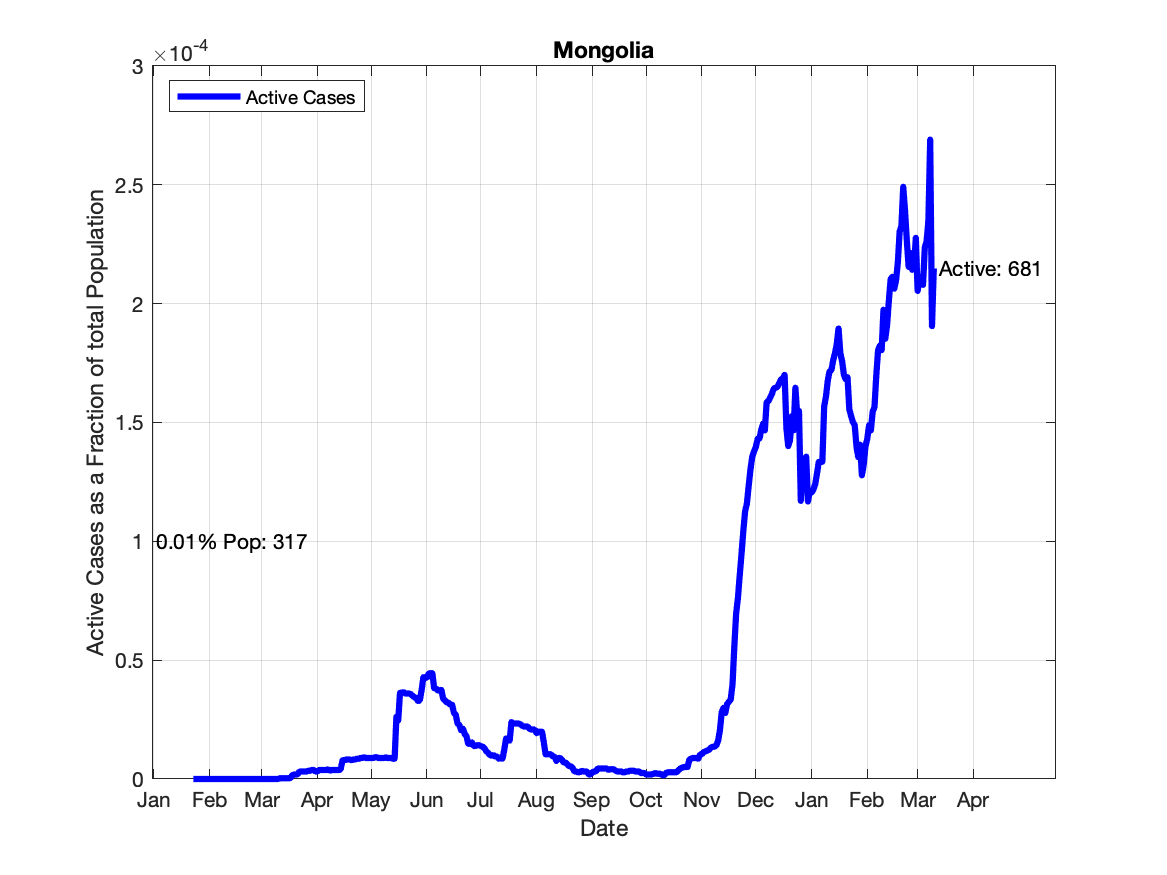 Mongolia
×10-4
3
2.5
2
1.5
1
0.5
0
Active Cases as a Fraction of total Population
Active Cases
Active: 681
0.01% Pop: 317
Jan Feb Mar Apr May Jun Jul Aug Sep Oct Nov Dec Jan Feb Mar Apr
Date